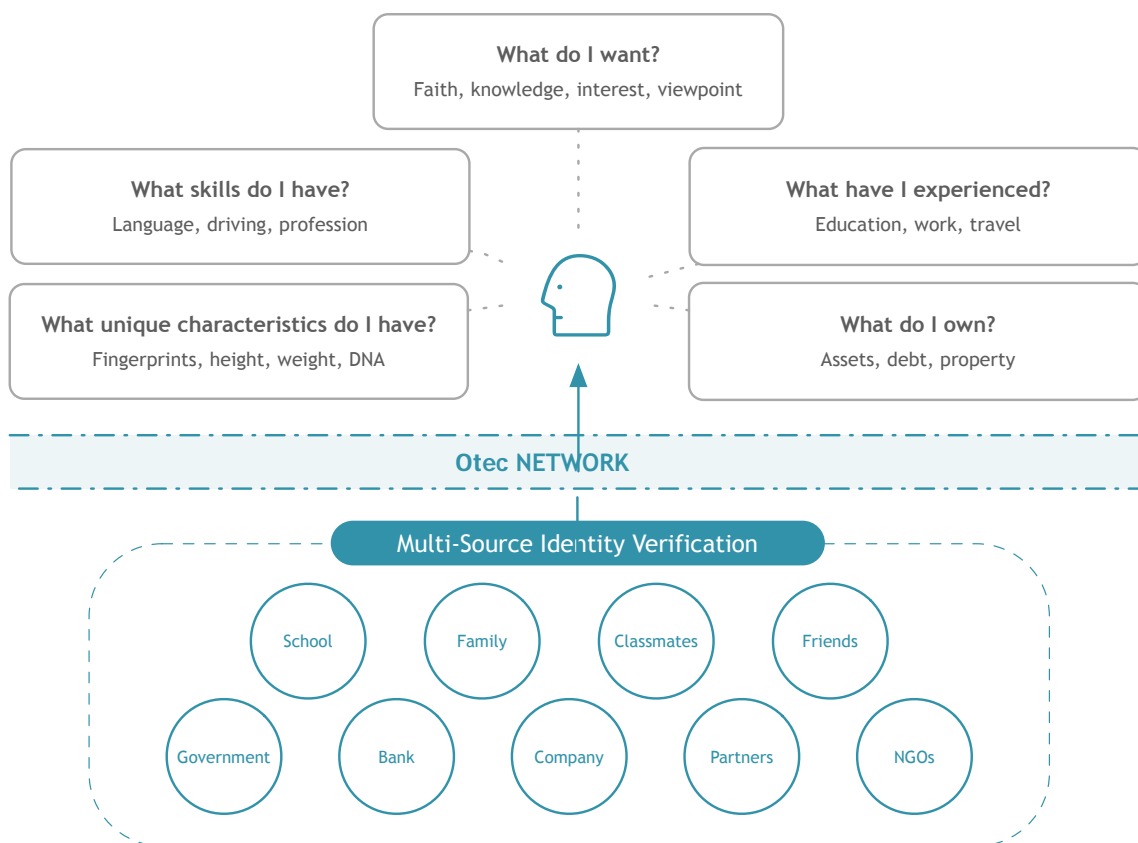 What do I want?
Faith, knowledge, interest, viewpoint
What skills do I have?
Language, driving, profession
What have I experienced?
Education, work, travel
What unique characteristics do I have?
Fingerprints, height, weight, DNA
What do I own?
Assets, debt, property
Otec NETWORK
Multi-Source Identity Verification
School
Family
Classmates
Friends
Government
Bank
Company
Partners
NGOs